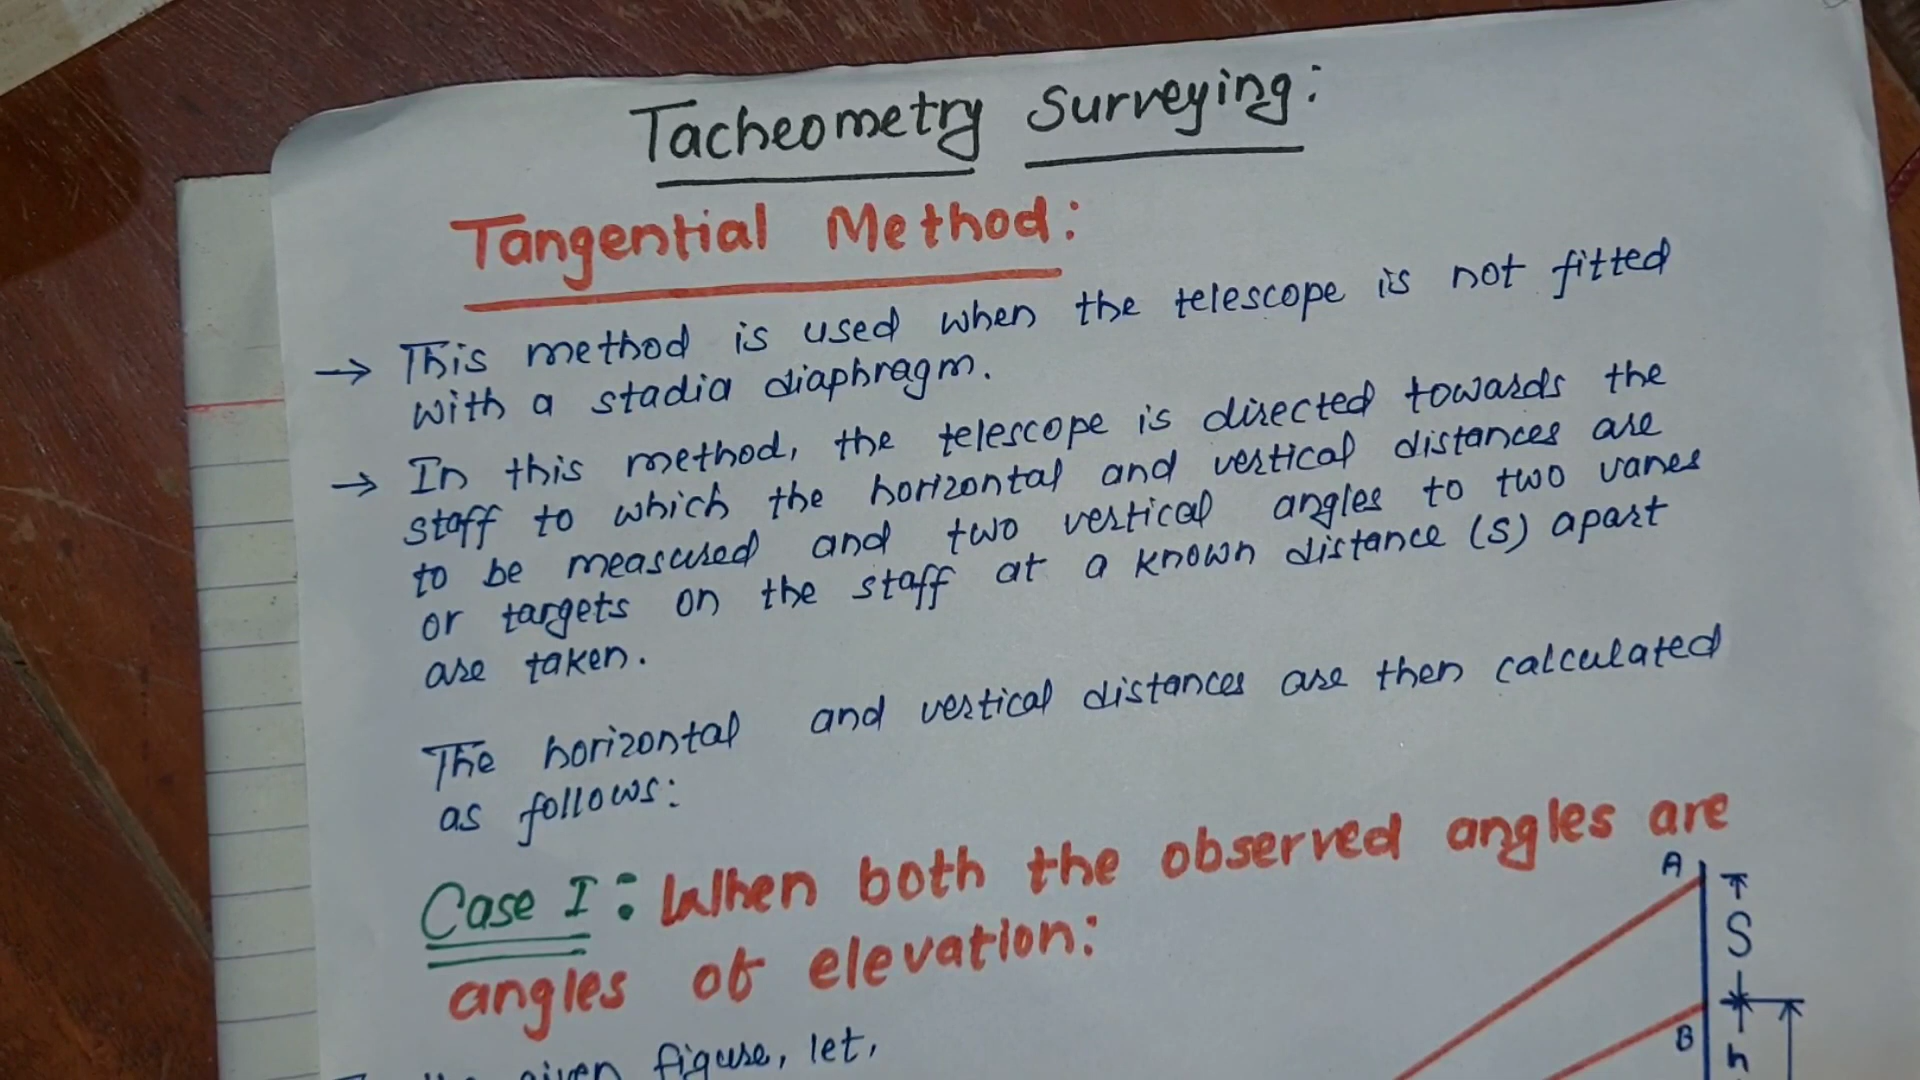 Tacheometry Surveying:
Tangential Method:
→ This method is used when the telescope is not fitted
with a stadia diaphragm.
→ In this method, the telescope is directed towards the
staff to which the horizontal and vertical distances are
to be measured and two vertical angles to two vanes
or targets on the staff at a known distance (S) apart
are taken.
The horizontal and vertical distances are then calculated
as follows:
Case I: When both the observed angles are
angles of elevation:
A
S
B
h
given figure, let,